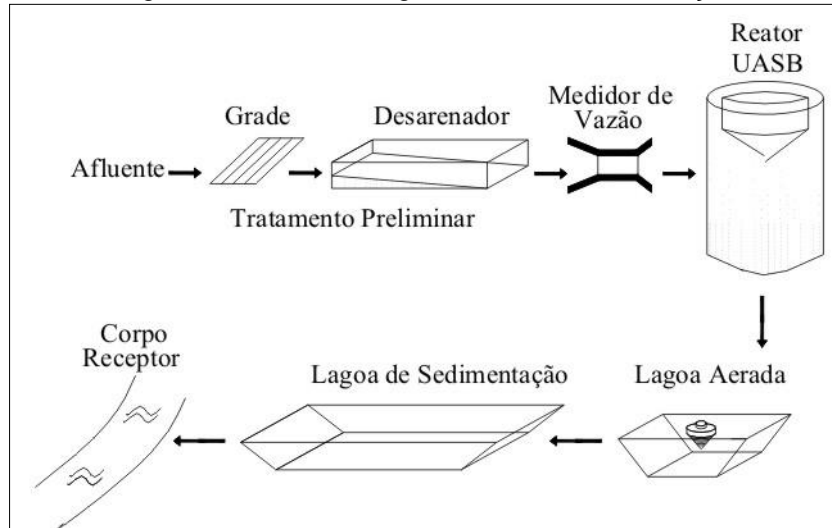 Reator
UASB
Medidor de
Vazão
Grade
Desarenador
Afluente
Tratamento Preliminar
Corpo
Receptor
Lagoa de Sedimentação
Lagoa Aerada